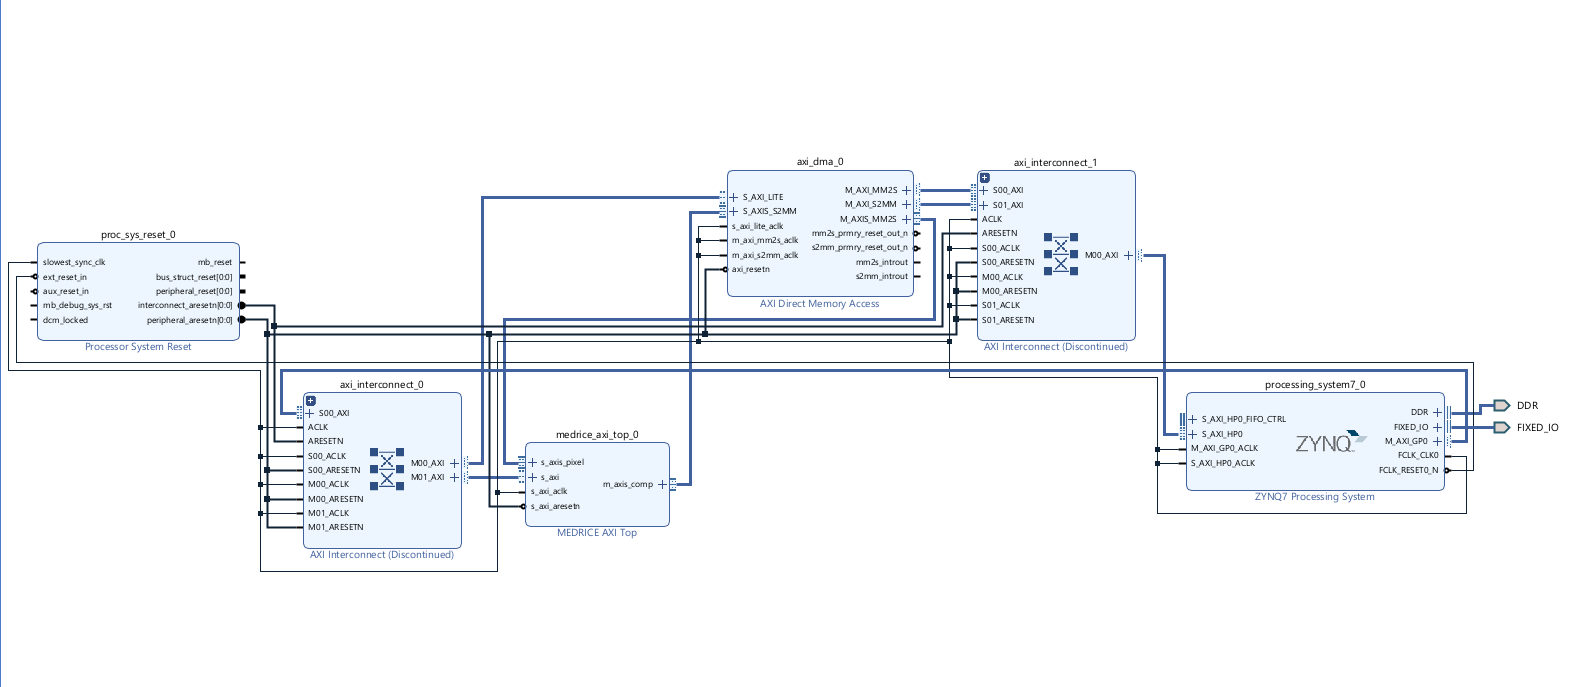 axi_dma_0
S_AXI_LITE
S_AXIS_S2MM
s_axi_lite_aclk
m_axi_mm2s_aclk
m_axi_s2mm_aclk
axi_resetn
M_AXI_MM2S
M_AXI_S2MM
M_AXIS_MM2S
mm2s_prmry_reset_out_n
s2mm_prmry_reset_out_n
mm2s_introut
s2mm_introut
AXI Direct Memory Access
axi_interconnect_1
S00_AXI
S01_AXI
ACLK
ARESETN
S00_ACLK
S00_ARESETN
M00_ACLK
M00_ARESETN
S01_ACLK
S01_ARESETN
M00_AXI
AXI Interconnect (Discontinued)
proc_sys_reset_0
slowest_sync_clk
ext_reset_in
aux_reset_in
mb_debug_sys_rst
dcm_locked
mb_reset
bus_struct_reset[0:0]
peripheral_reset[0:0]
interconnect_aresetn[0:0]
peripheral_aresetn[0:0]
Processor System Reset
axi_interconnect_0
S00_AXI
ACLK
ARESETN
S00_ACLK
S00_ARESETN
M00_ACLK
M00_ARESETN
M01_ACLK
M01_ARESETN
M00_AXI
M01_AXI
AXI Interconnect (Discontinued)
medrice_axi_top_0
s_axis_pixel
s_axi
s_axi_aclk
s_axi_aresetn
m_axis_comp
MEDRICE AXI Top
processing_system7_0
S_AXI_HP0_FIFO_CTRL
S_AXI_HP0
M_AXI_GP0_ACLK
S_AXI_HP0_ACLK
ZYNQ
DDR
FIXED_IO
M_AXI_GP0
FCLK_CLK0
FCLK_RESET0_N
ZYNQ7 Processing System
DDR
FIXED_IO